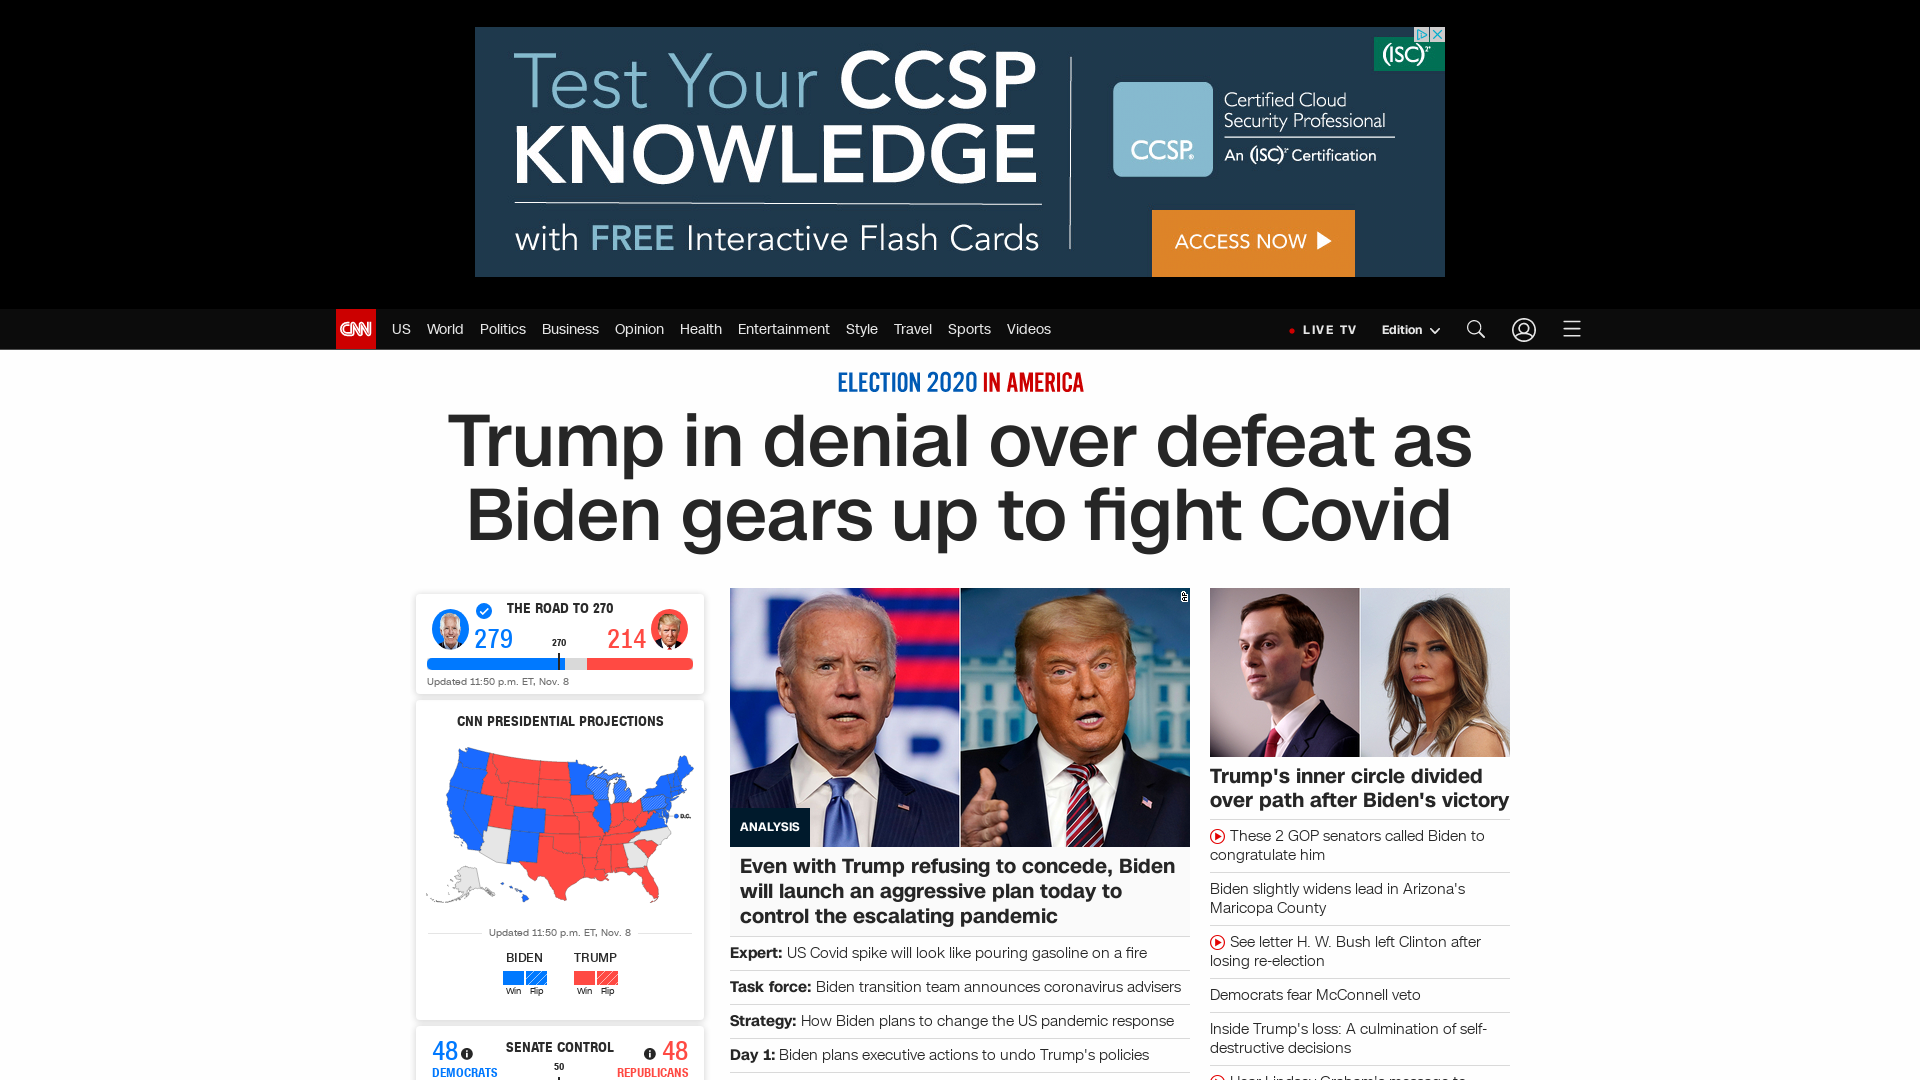 Test Your CCSP
KNOWLEDGE
with FREE Interactive Flash Cards
(ISC)²
CCSP®
Certified Cloud
Security Professional
An (ISC)² Certification
ACCESS NOW
CNN
US World Politics Business Opinion Health Entertainment Style Travel Sports Videos
LIVE TV Edition
ELECTION 2020 IN AMERICA
Trump in denial over defeat as
Biden gears up to fight Covid
THE ROAD TO 270
279 270 214
Updated 11:50 p.m. ET, Nov. 8
CNN PRESIDENTIAL PROJECTIONS
D.C.
Updated 11:50 p.m. ET, Nov. 8
BIDEN TRUMP
Win Flip Win Flip
48 SENATE CONTROL 48
DEMOCRATS 50 REPUBLICANS
AP
ANALYSIS
Even with Trump refusing to concede, Biden
will launch an aggressive plan today to
control the escalating pandemic
Expert: US Covid spike will look like pouring gasoline on a fire
Task force: Biden transition team announces coronavirus advisers
Strategy: How Biden plans to change the US pandemic response
Day 1: Biden plans executive actions to undo Trump's policies
Trump's inner circle divided
over path after Biden's victory
These 2 GOP senators called Biden to
congratulate him
Biden slightly widens lead in Arizona's
Maricopa County
See letter H. W. Bush left Clinton after
losing re-election
Democrats fear McConnell veto
Inside Trump's loss: A culmination of self-
destructive decisions
Hear Lindsey Graham's message to